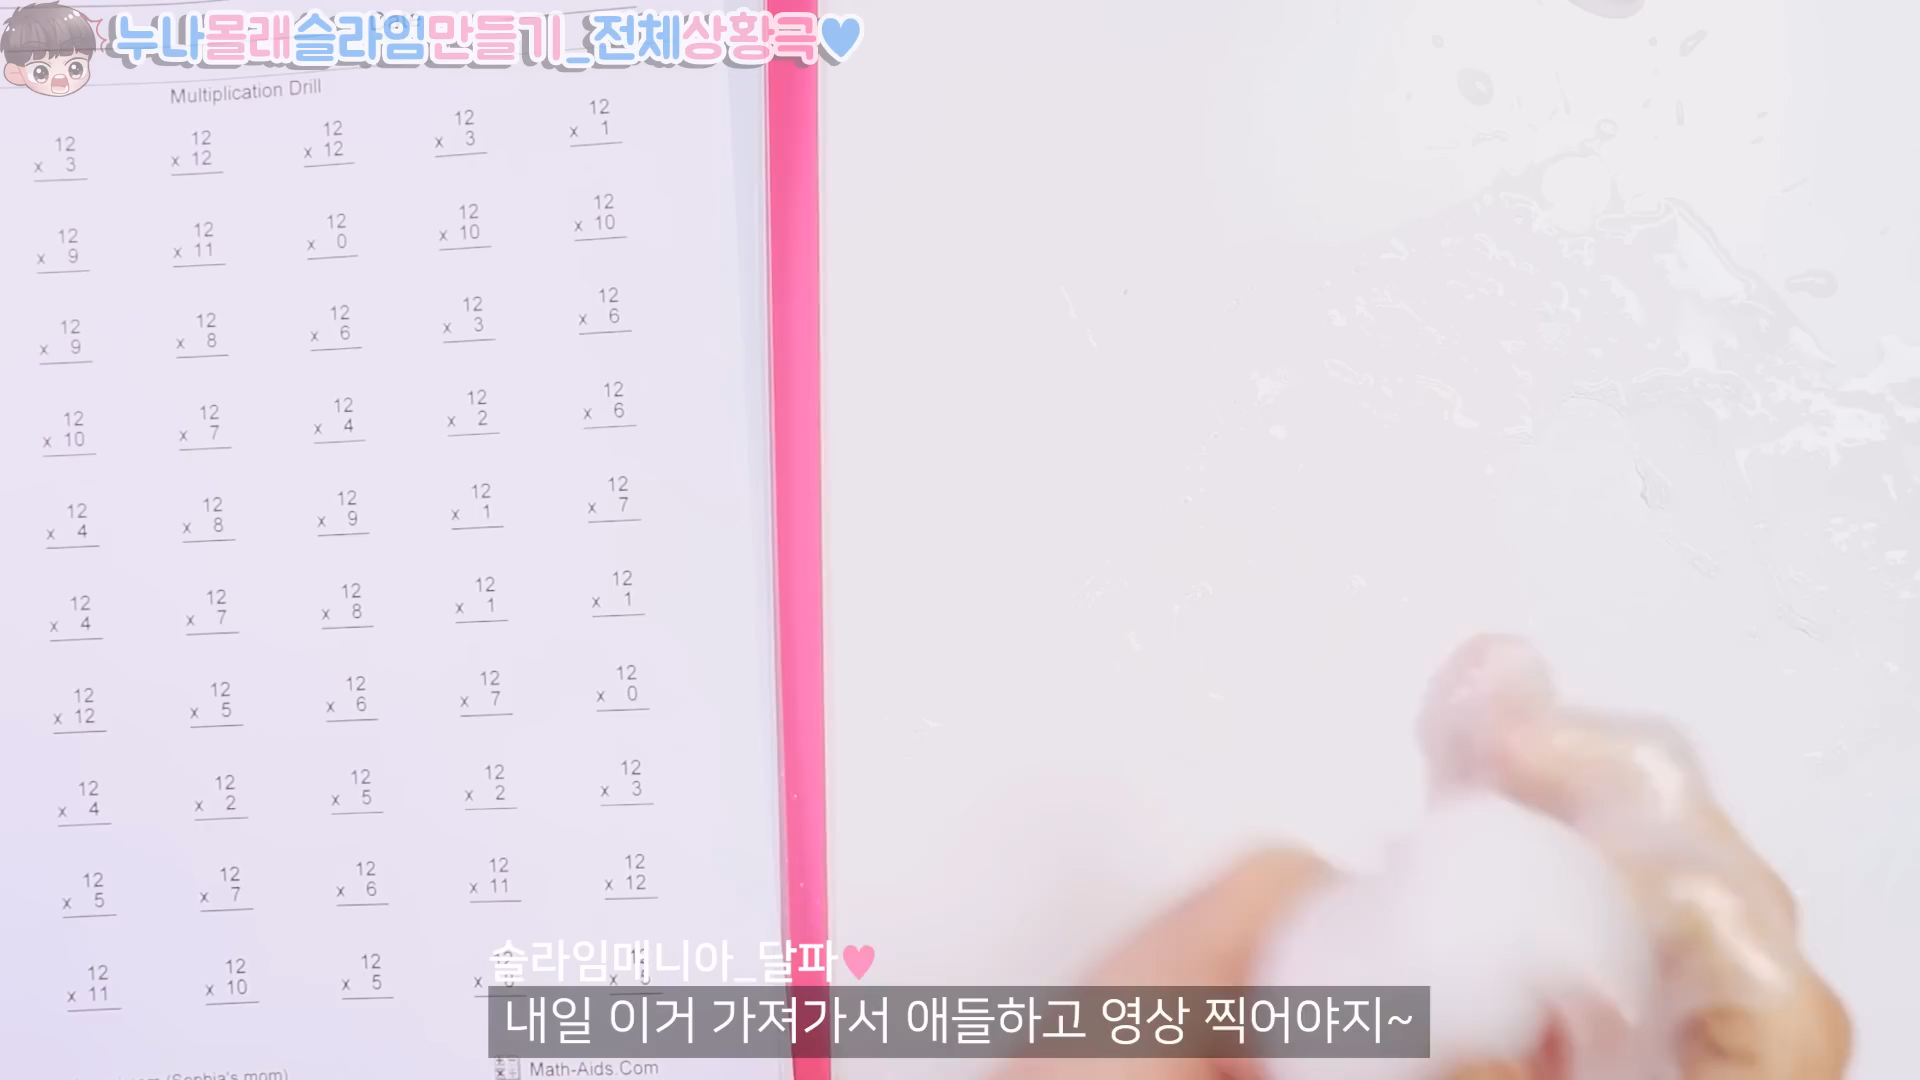 누나몰래슬라임만들기_전체상황극♥
Multiplication Drill
12 12 12 12 12
x 3 x 12 x 12 x 3 x 1
12 12 12 12 12
x 9 x 11 x 0 x 10 x 10
12 12 12 12 12
x 9 x 8 x 6 x 3 x 6
12 12 12 12 12
x 10 x 7 x 4 x 2 x 6
12 12 12 12 12
x 4 x 8 x 9 x 1 x 7
12 12 12 12 12
x 4 x 7 x 8 x 1 x 1
12 12 12 12 12
x 12 x 5 x 6 x 7 x 0
12 12 12 12 12
x 4 x 2 x 5 x 2 x 3
12 12 12 12 12
x 5 x 7 x 6 x 11 x 12
12 12 12
x 11 x 10 x 5 x x
슬라임매니아_달파♥
내일 이거 가져가서 애들하고 영상 찍어야지~
(Sophia's mom) Math-Aids.Com